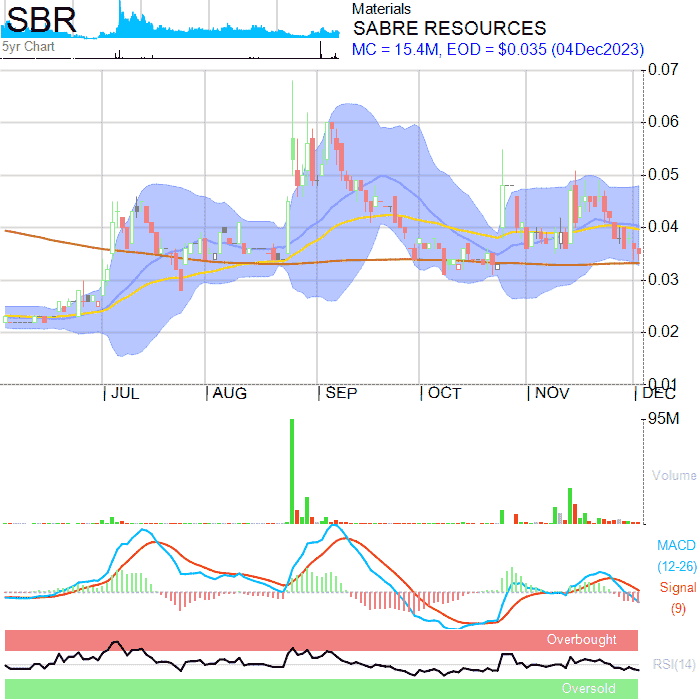 SBR
5yr Chart
Materials
SABRE RESOURCES
MC = 15.4M, EOD = $0.035 (04Dec2023)
0.07
0.06
0.05
0.04
0.03
0.02
0.01
JUL
AUG
SEP
OCT
NOV
DEC
95M
Volume
MACD
(12-26)
Signal
(9)
Overbought
RSI(14)
Oversold